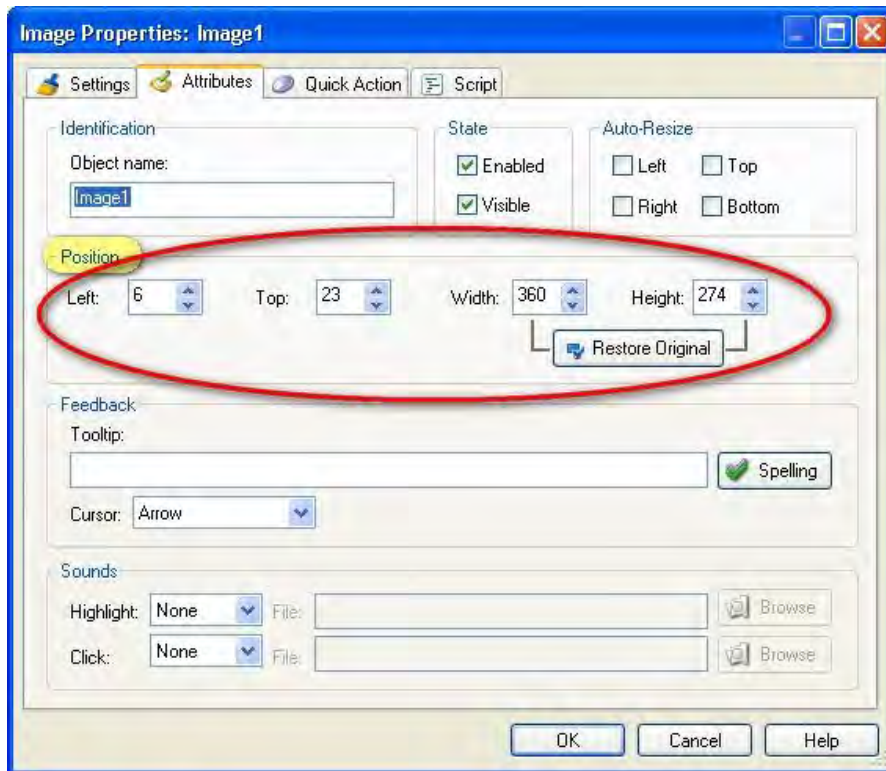 Image Properties: Image1
Settings Attributes Quick Action Script
Identification State Auto-Resize
Object name: Enabled Left Top
Image1 Visible Right Bottom
Position
Left: 6 Top: 23 Width: 360 Height: 274
Restore Original
Feedback
Tooltip:
Spelling
Cursor: Arrow
Sounds
Highlight: None File: Browse
Click: None File: Browse
OK Cancel Help